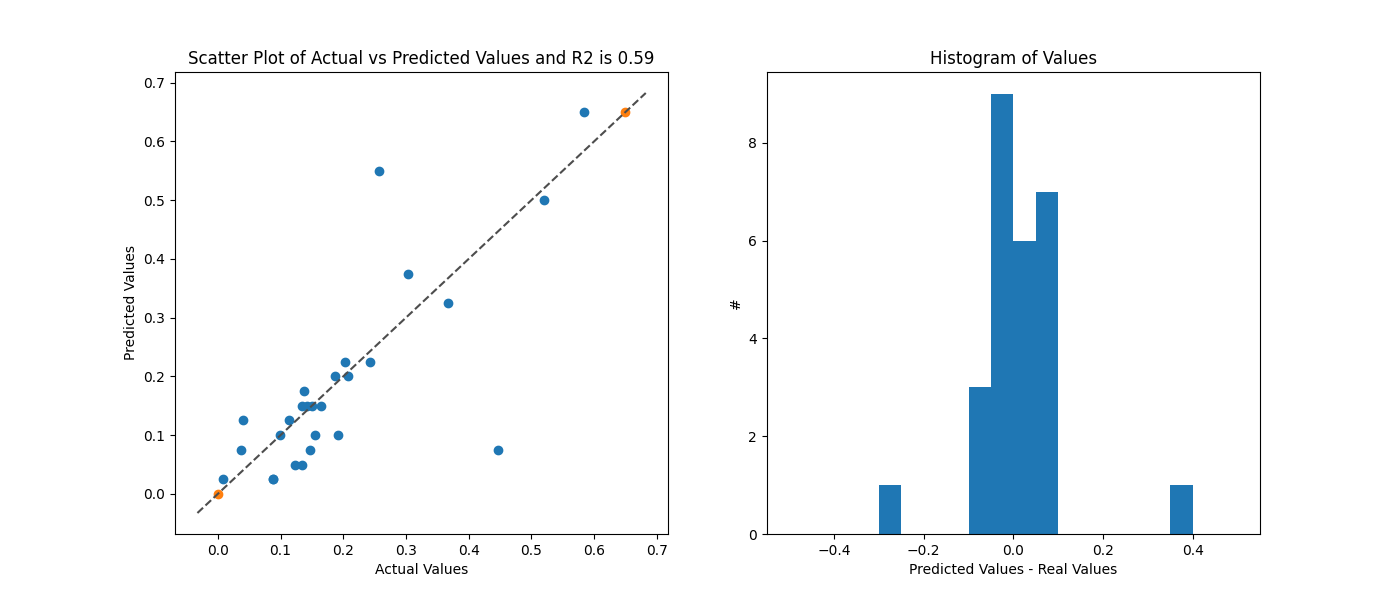 Scatter Plot of Actual vs Predicted Values and R2 is 0.59
0.7
0.6
0.5
0.4
0.3
0.2
0.1
0.0
Predicted Values
0.0 0.1 0.2 0.3 0.4 0.5 0.6 0.7
Actual Values
Histogram of Values
8
6
4
2
0
#
−0.4 −0.2 0.0 0.2 0.4
Predicted Values - Real Values